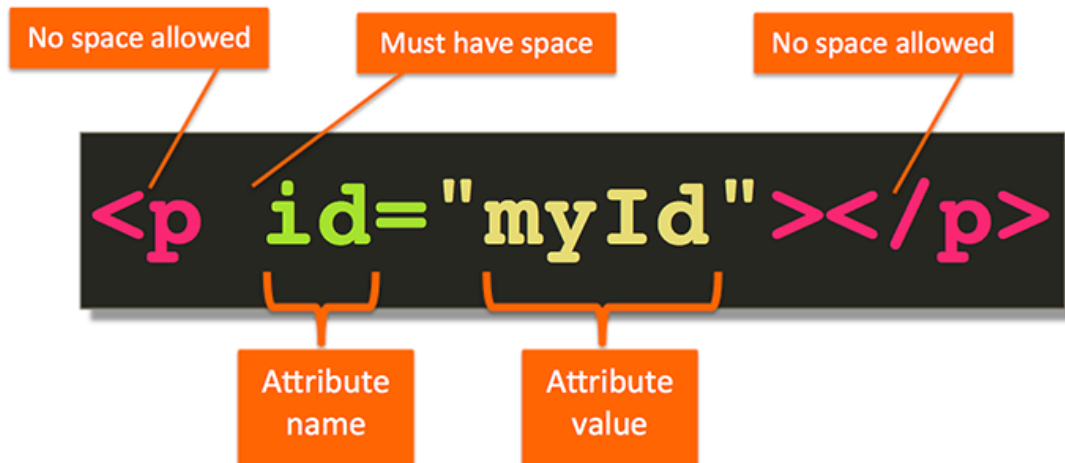 No space allowed
Must have space
No space allowed
<p id="myId"></p>
Attribute
name
Attribute
value